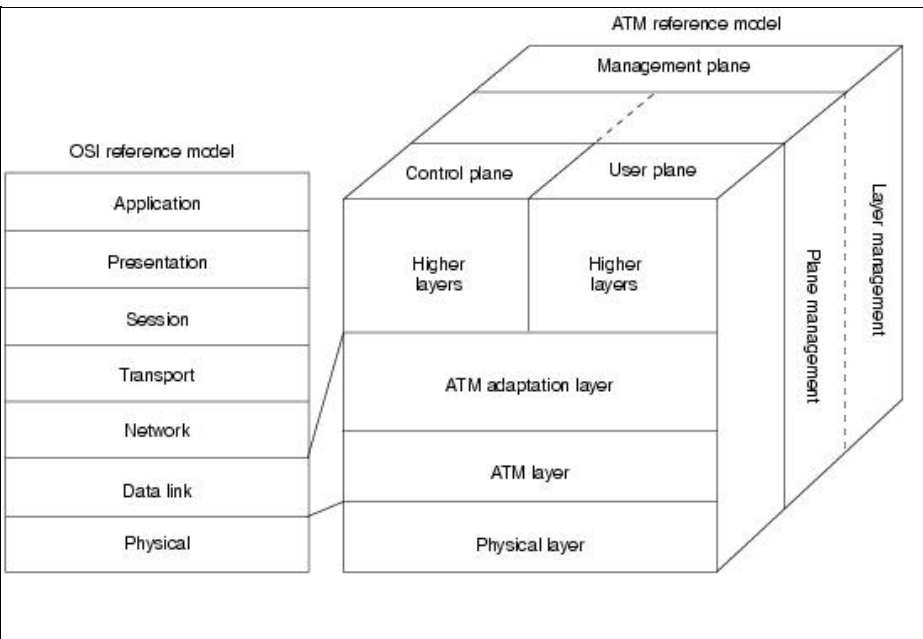 ATM reference model
Management plane
OSI reference model
Control plane
User plane
Application
Presentation
Session
Transport
Network
Data link
Physical
Higher
layers
Higher
layers
ATM adaptation layer
ATM layer
Physical layer
Plane management
Layer management